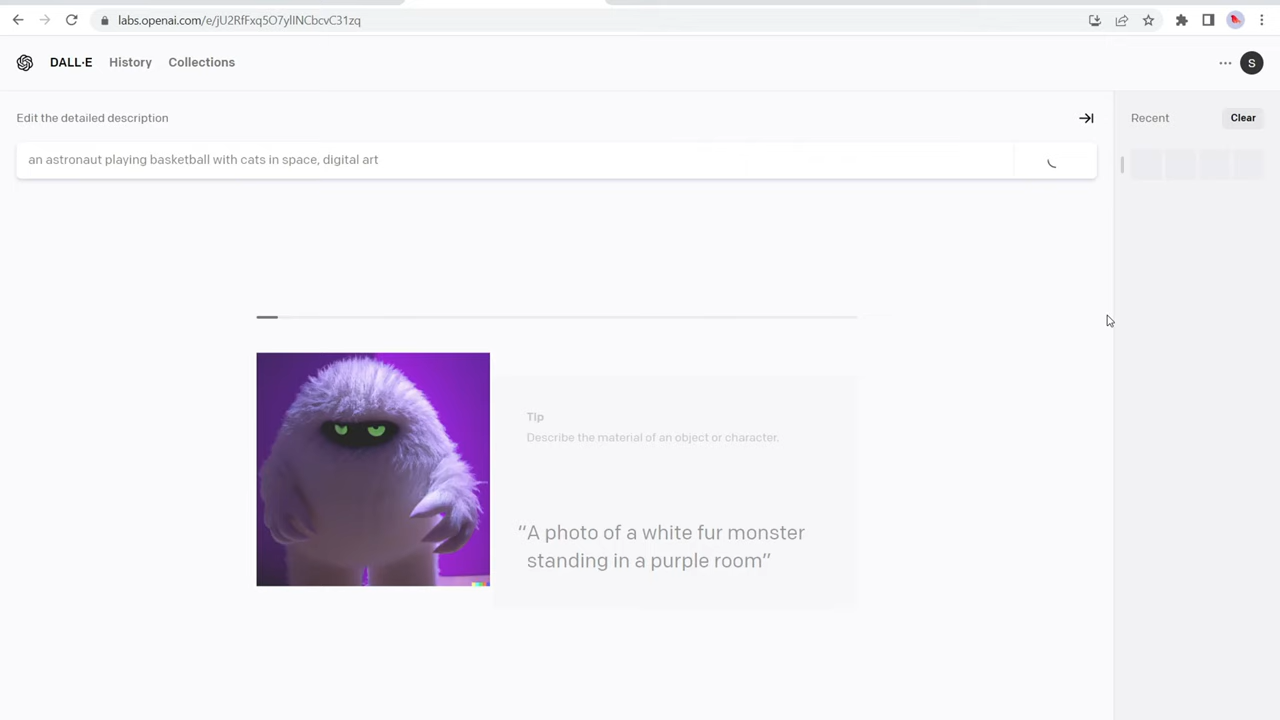 labs.openai.com/e/jU2RfFxq5O7yllNCbcvC31zq
DALL·E History Collections
S
Edit the detailed description
Recent Clear
an astronaut playing basketball with cats in space, digital art
Tip
Describe the material of an object or character.
“A photo of a white fur monster
standing in a purple room”